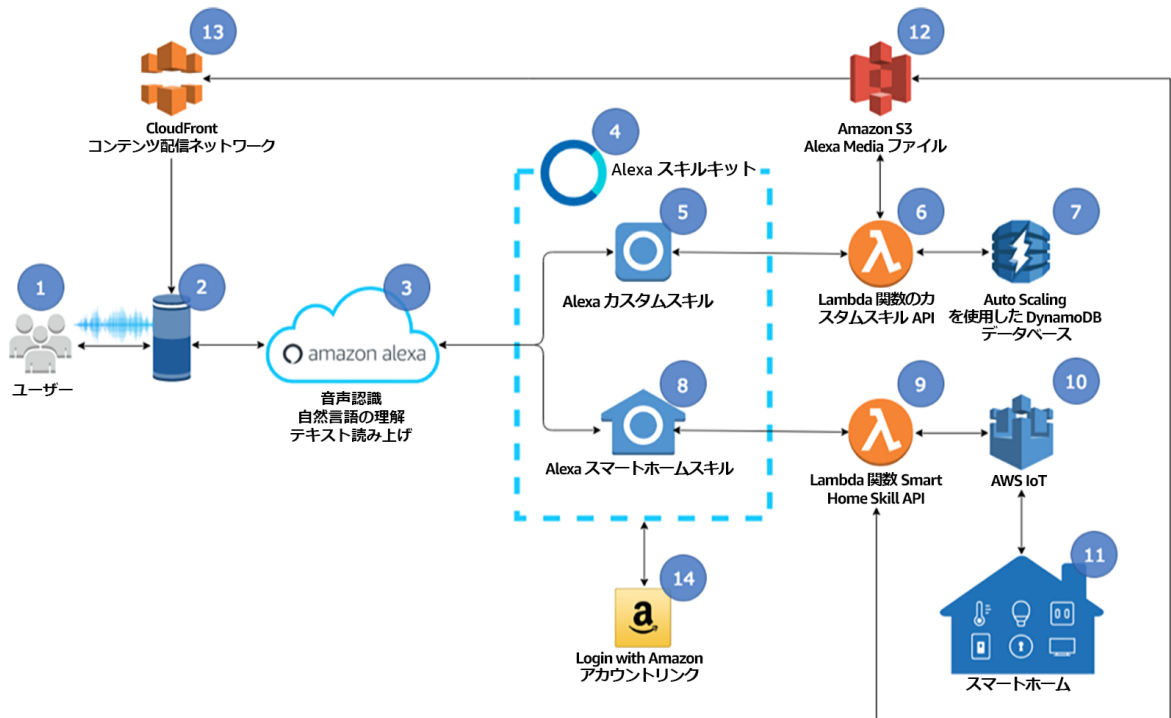 13
CloudFront
コンテンツ配信ネットワーク
12
Amazon S3
Alexa Media ファイル
4
Alexa スキルキット
5
Alexa カスタムスキル
6
Lambda 関数のカ
スタムスキル API
7
Auto Scaling
を使用した DynamoDB
データベース
1
ユーザー
2
3
amazon alexa
音声認識
自然言語の理解
テキスト読み上げ
8
Alexa スマートホームスキル
9
Lambda 関数 Smart
Home Skill API
10
AWS IoT
11
スマートホーム
14
a
Login with Amazon
アカウントリンク